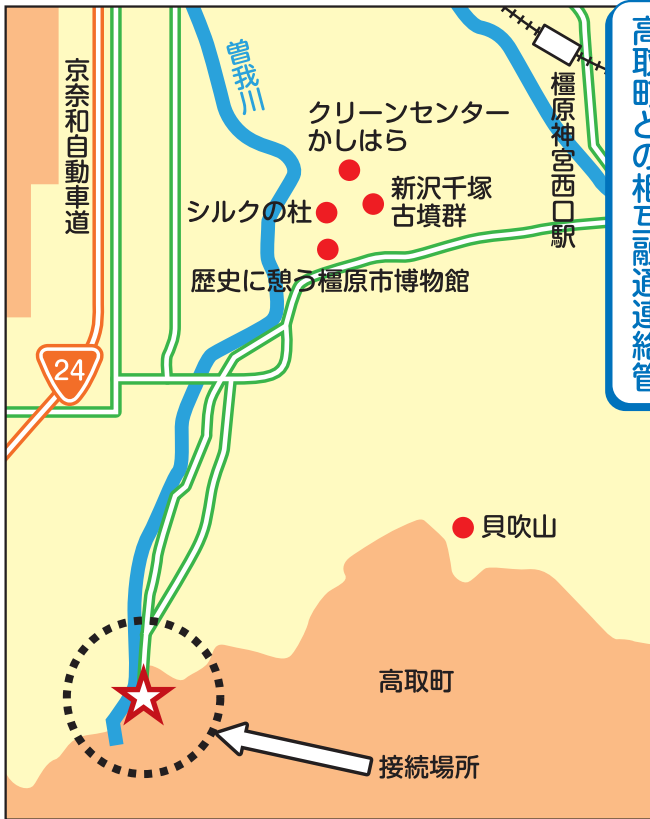 高取町との相互融通連絡管
橿原神宮西口駅
曽我川
京奈和自動車道
クリーンセンター
かしはら
新沢千塚
古墳群
シルクの杜
歴史に憩う橿原市博物館
24
貝吹山
高取町
接続場所